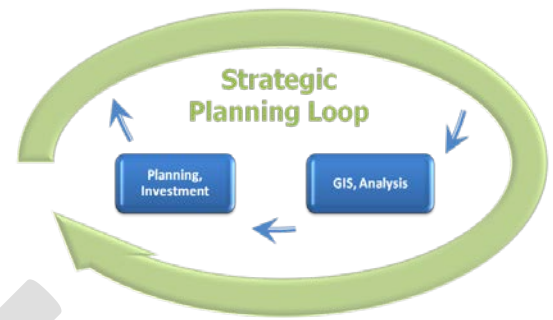 Strategic
Planning Loop
Planning,
Investment
GIS, Analysis